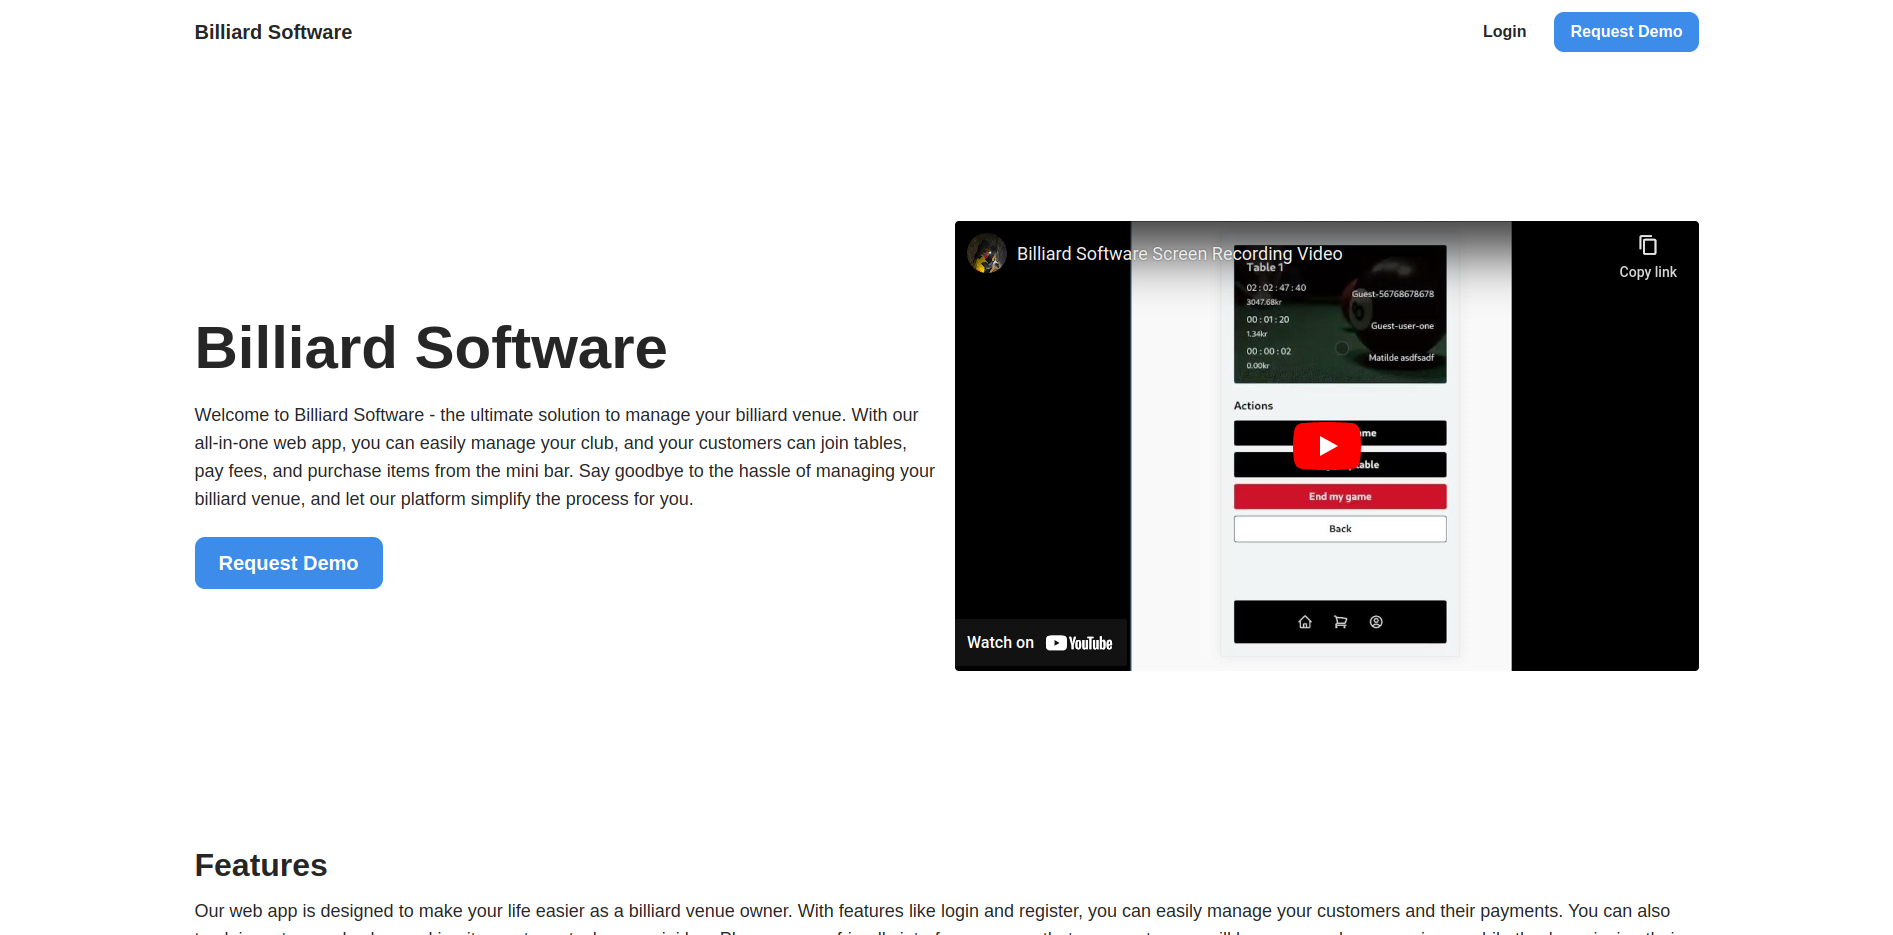 Billiard Software
Login
Request Demo
Billiard Software
Welcome to Billiard Software - the ultimate solution to manage your billiard venue. With our
all-in-one web app, you can easily manage your club, and your customers can join tables,
pay fees, and purchase items from the mini bar. Say goodbye to the hassle of managing your
billiard venue, and let our platform simplify the process for you.
Request Demo
Billiard Software Screen Recording Video
Copy link
Table 1
02 : 02 : 47 : 40
3047.68kr
Guest-56768678678
00 : 01 : 20
1.34kr
Guest-user-one
00 : 00 : 02
0.00kr
Matilde asdfsadf
Actions
End my game
Back
Watch on YouTube
Features
Our web app is designed to make your life easier as a billiard venue owner. With features like login and register, you can easily manage your customers and their payments. You can also